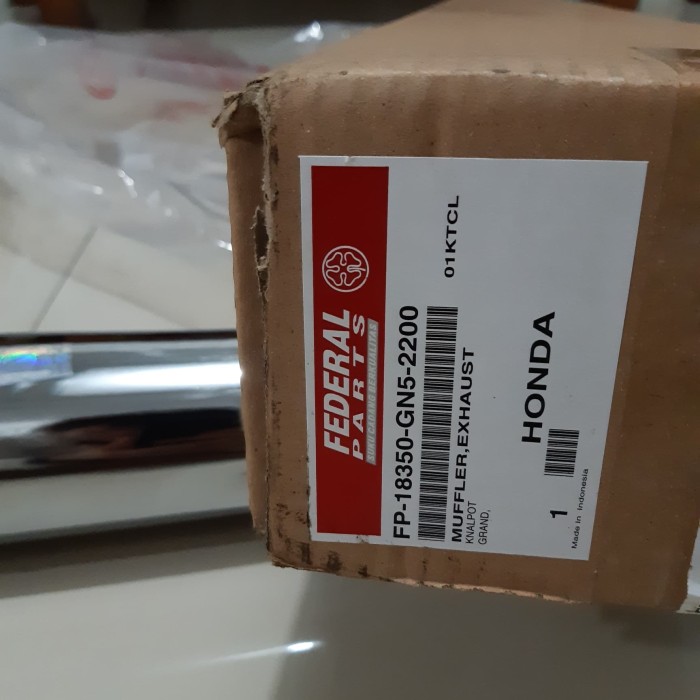 FEDERAL
PARTS
SUKU CADANG BERKUALITAS
FP-18350-GN5-2200
01KTCL
MUFFLER,EXHAUST
KNALPOT
GRAND,
HONDA
1
Made in Indonesia